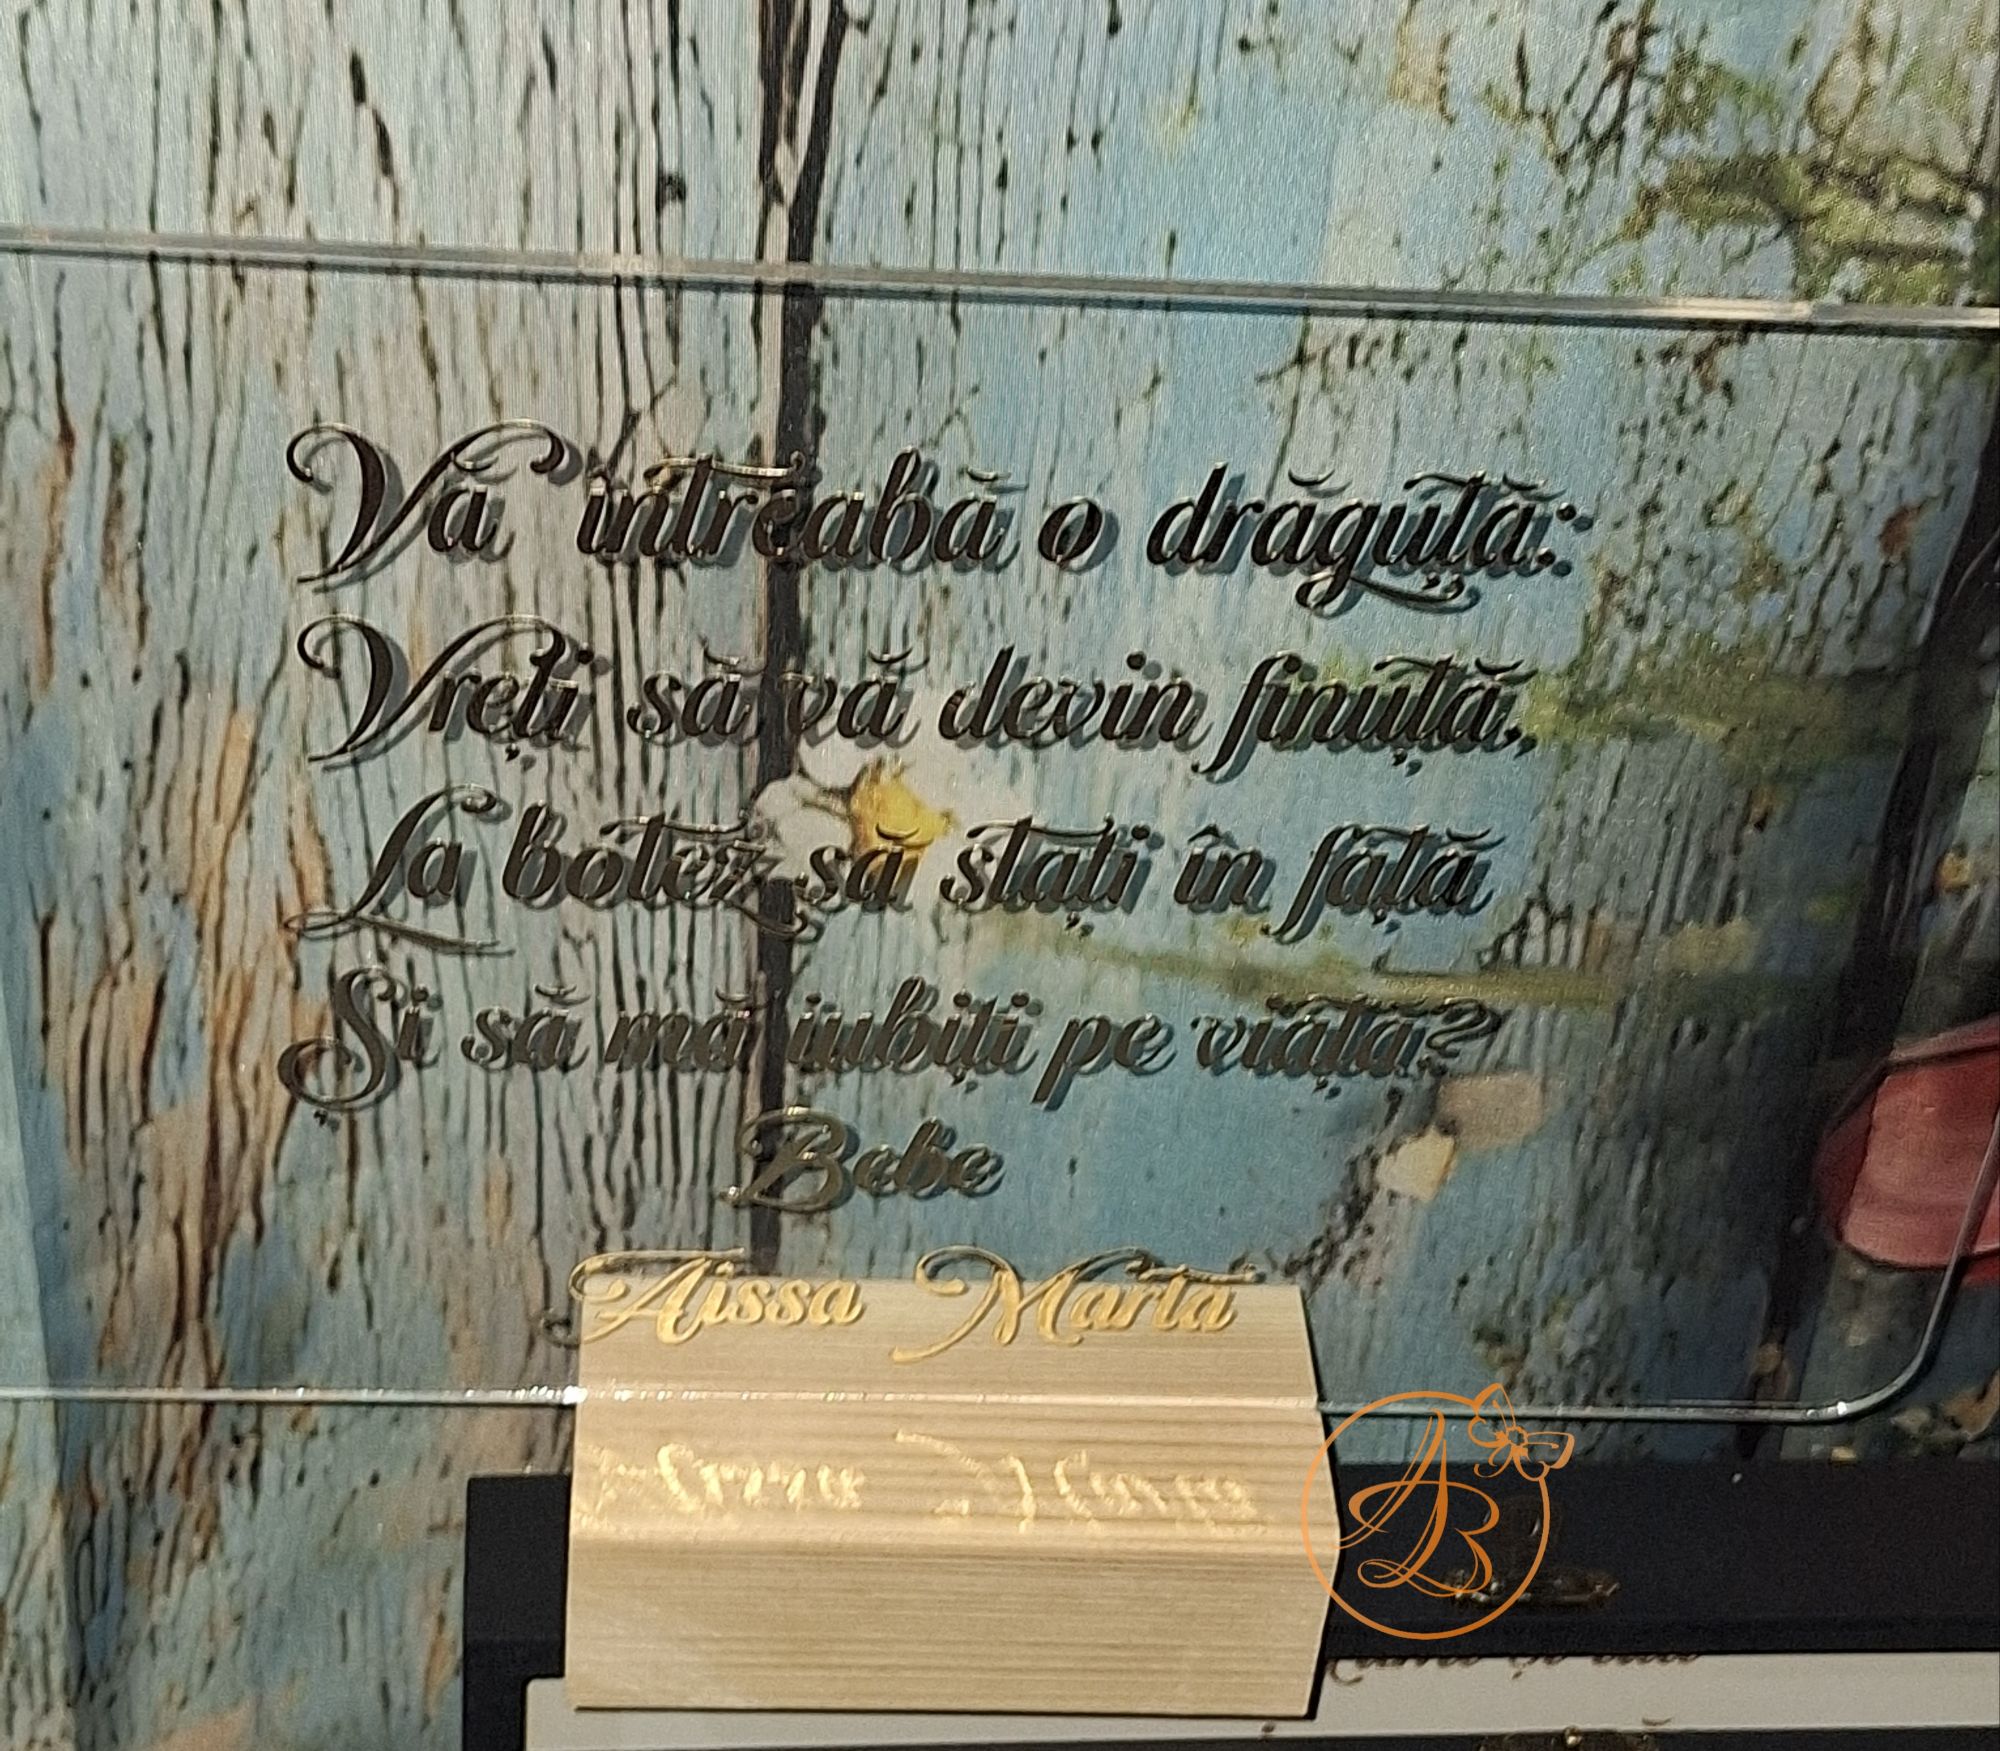 Vă întreabă o drăguță:
Vreți să vă devin finuță,
La botez să stați în față
Și să mă iubiți pe viață?
Bebe
Aissa Marta
AB